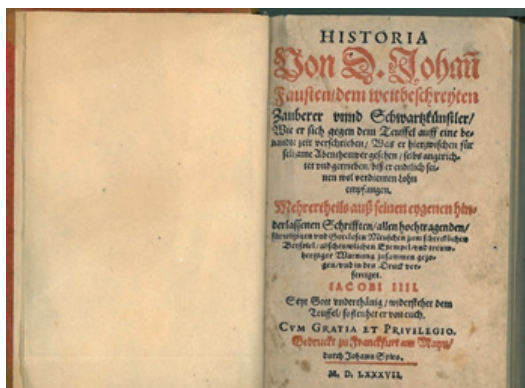 HISTORIA
Von D. Johañ
Fausten/dem weitbeschreyten
Zauberer vnnd Schwartzkünstler/
Wie er sich gegen dem Teuffel auff eine be-
nandte zeit verschrieben/ Was er hierzwischen für
seltzame Abenthewer gesehen/ selbs angerich-
tet vnd getrieben/ biß er endtlich sei-
nen wol verdienten Lohn
empfangen.
Mehrertheils auß seinen eygenen hin-
derlassenen Schrifften/ allen hochtragenden/
fürwitzigen vnd Gottlosen Menschen zum schrecklichen
Beyspiel/ abscheuwlichem Exempel/ vnd treuw-
hertziger Warnung zusammen gezo-
gen/ vnd in den Druck ver-
fertiget.
IACOBI IIII.
Seyt Gott vnderthänig/ widerstehet dem
Teuffel/ so fleuhet er von euch.
CVM GRATIA ET PRIVILEGIO.
Gedruckt zu Franckfurt am Mayn/
durch Johann Spies.
M. D. LXXXVII.